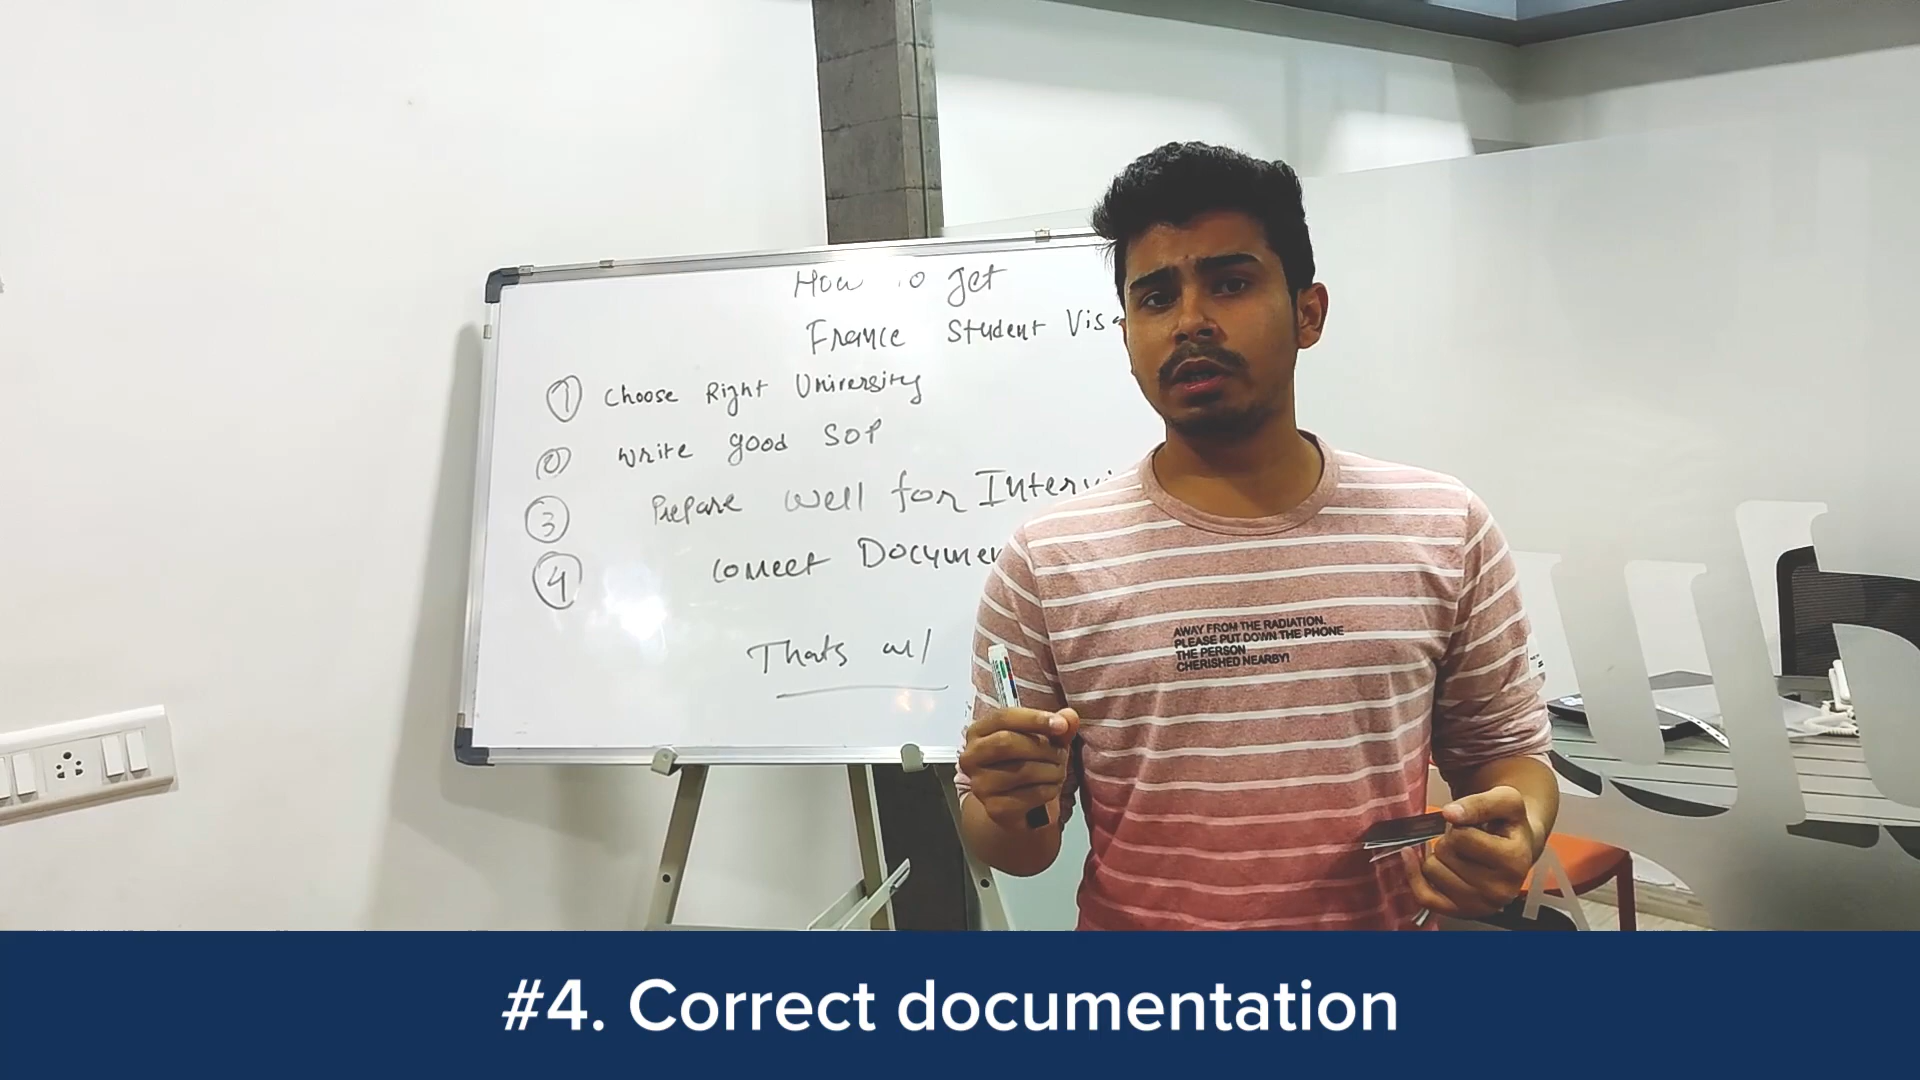 How to get
France Student Visa
1 Choose Right University
2 Write good SOP
3 Prepare well for Intervi
4 Correct Documen
Thats all
AWAY FROM THE RADIATION.
PLEASE PUT DOWN THE PHONE
THE PERSON
CHERISHED NEARBY!
#4. Correct documentation